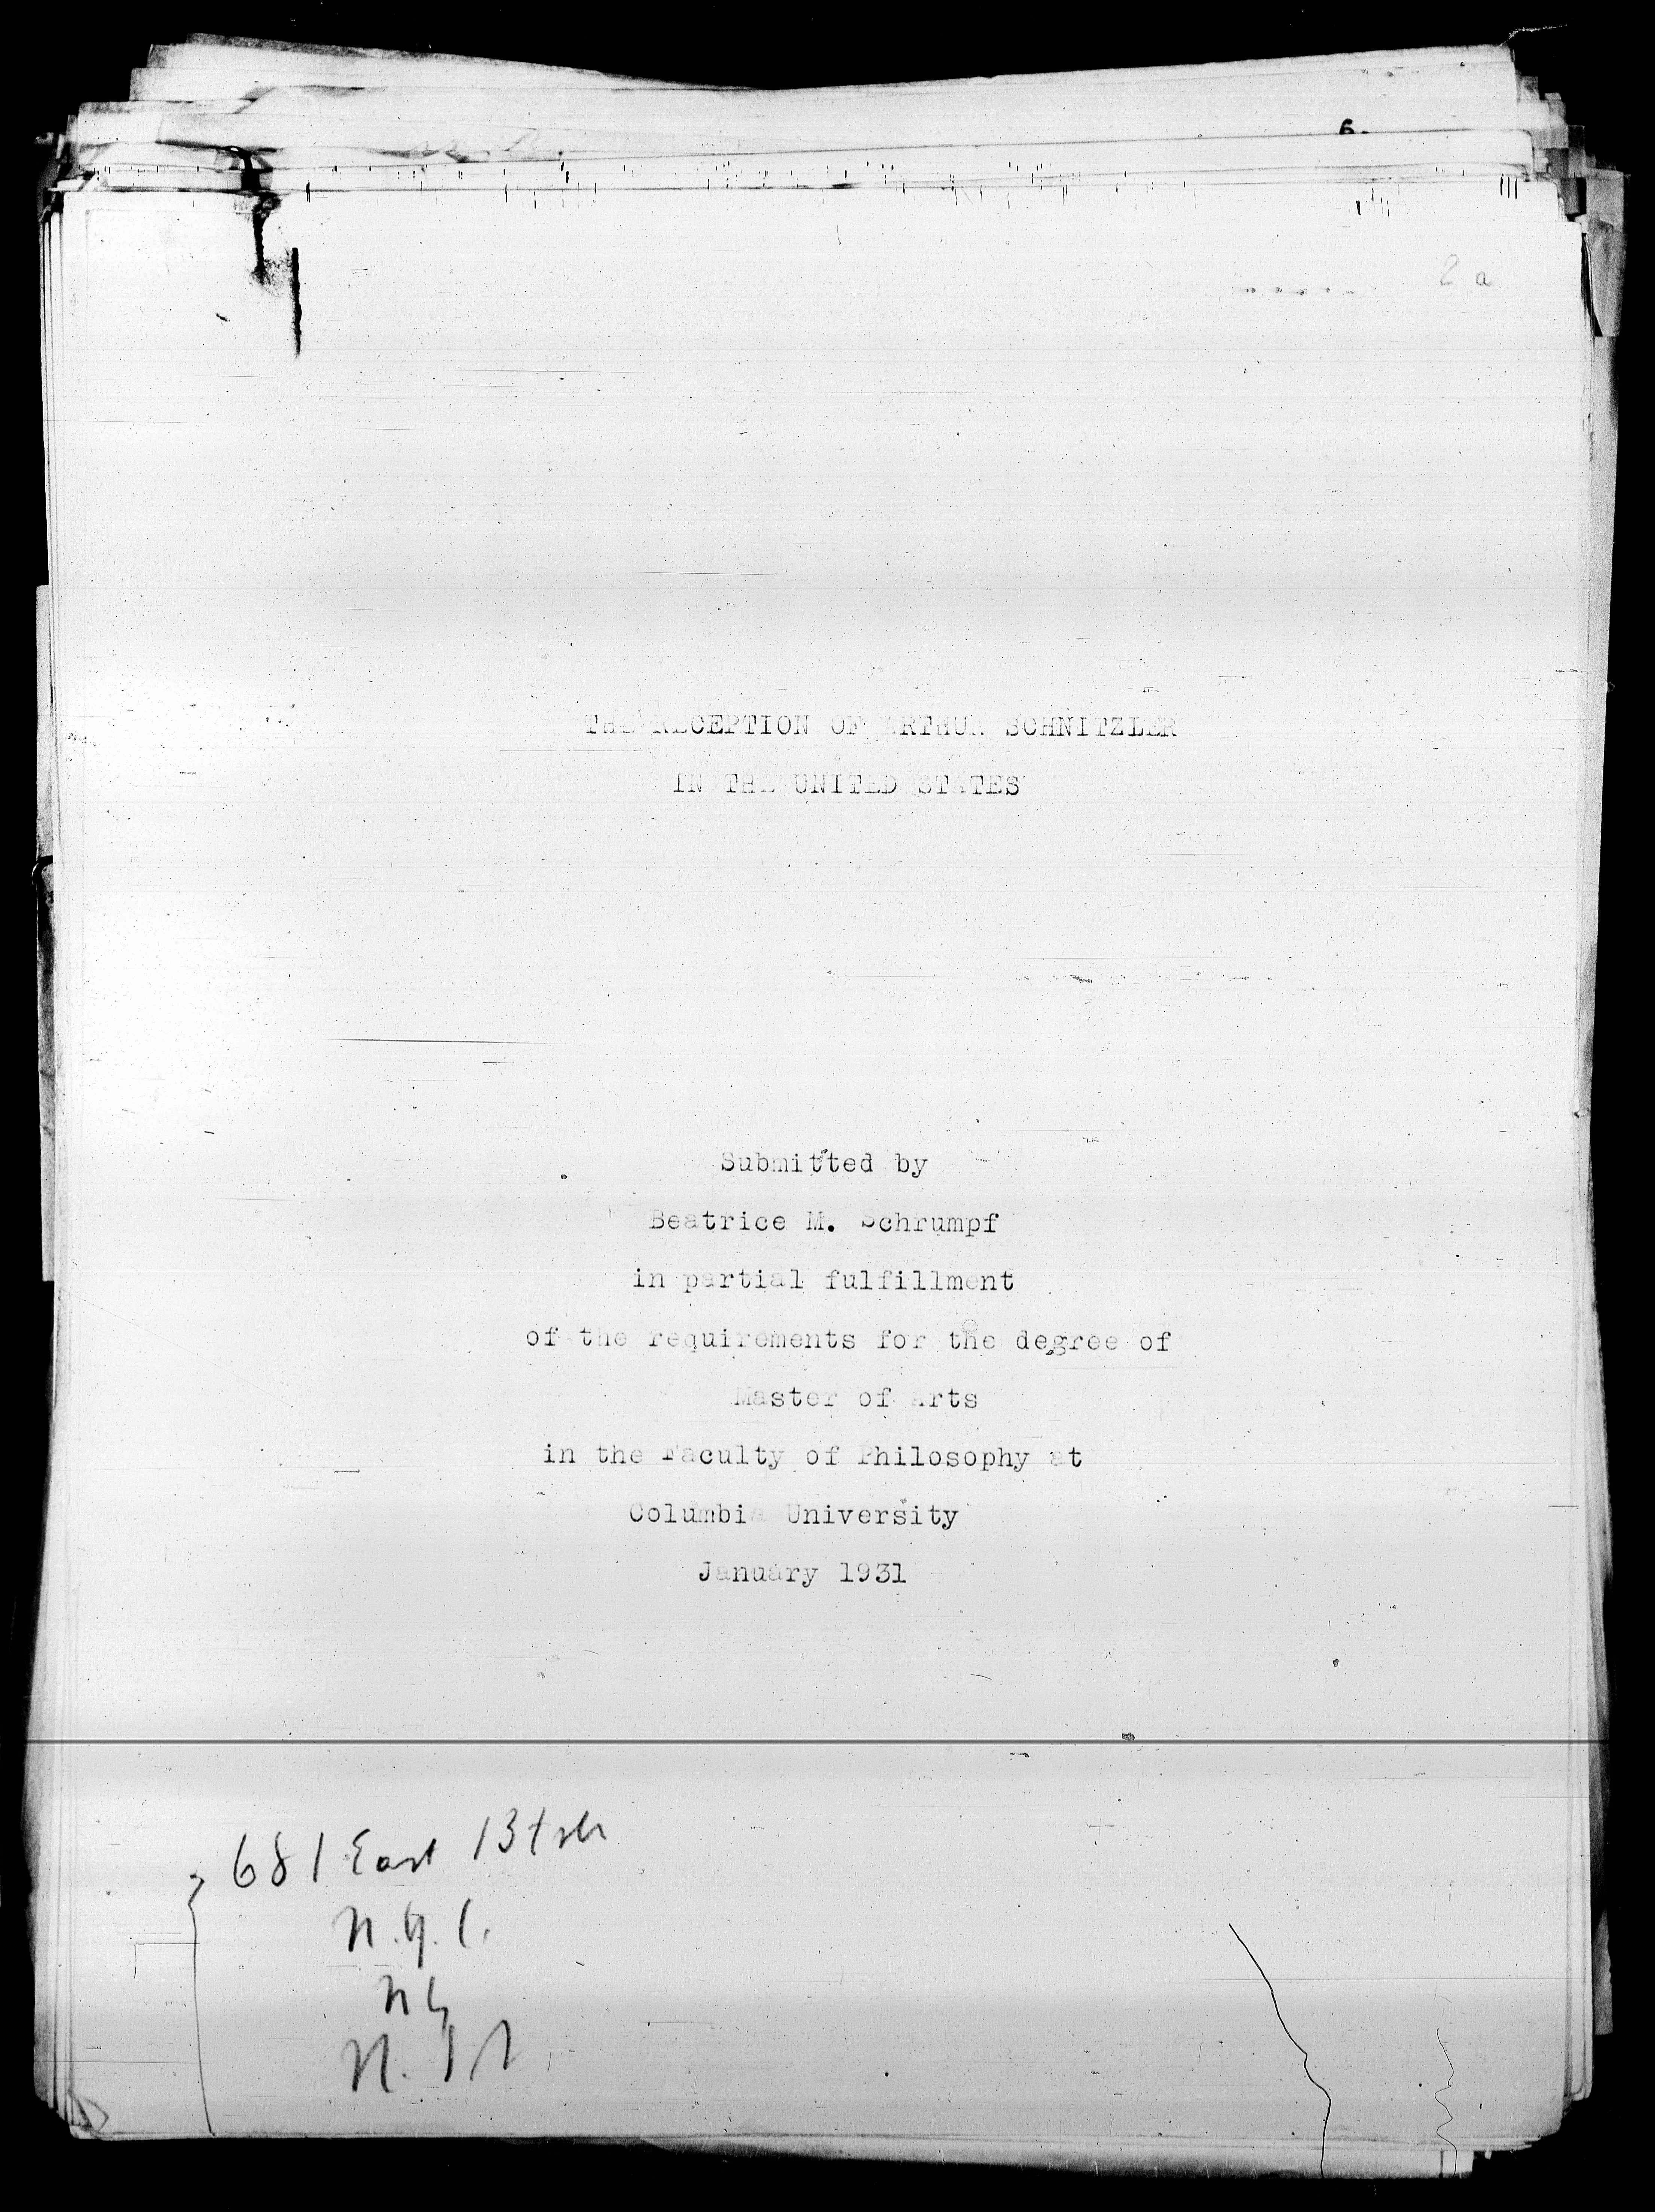 2 a
THE RECEPTION OF ARTHUR SCHNITZLER
IN THE UNITED STATES
Submitted by
Beatrice M. Schrumpf
in partial fulfillment
of the requirements for the degree of
Master of Arts
in the Faculty of Philosophy at
Columbia University
January 1931
681 East
N.Y.C.